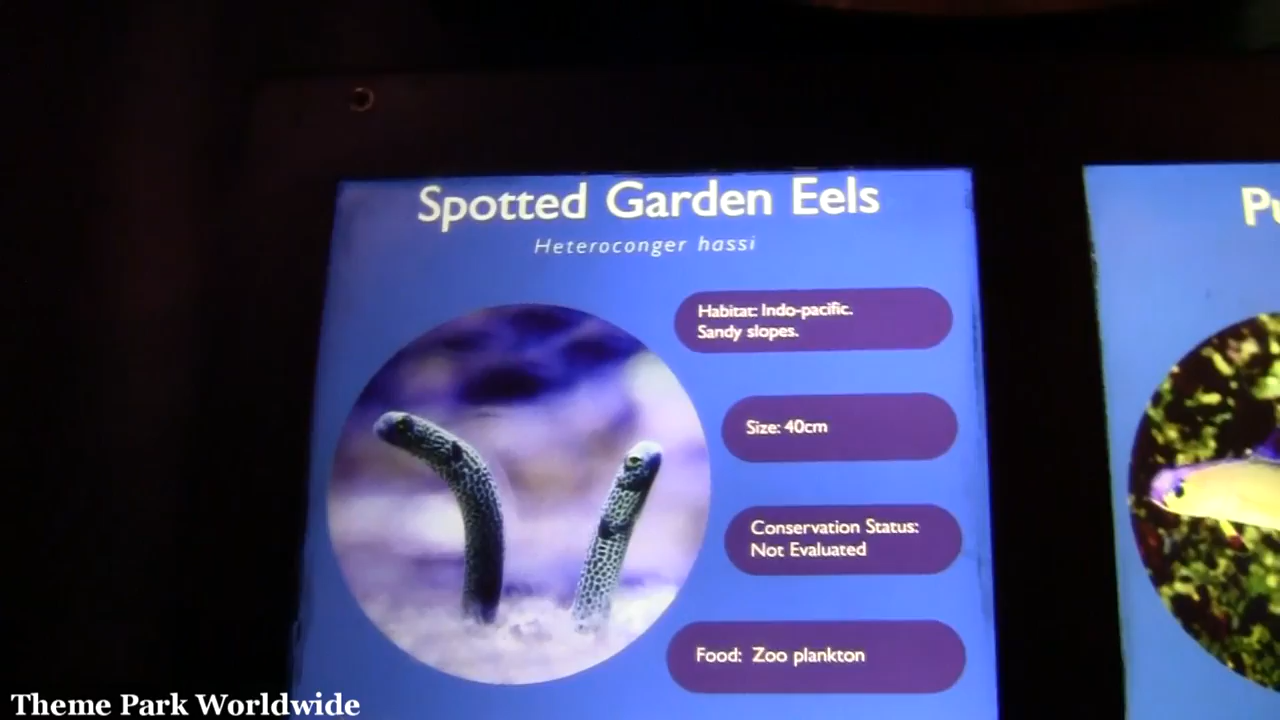 Spotted Garden Eels
Heteroconger hassi
Habitat: Indo-pacific.
Sandy slopes.
Size: 40cm
Conservation Status:
Not Evaluated
Food: Zoo plankton
Theme Park Worldwide